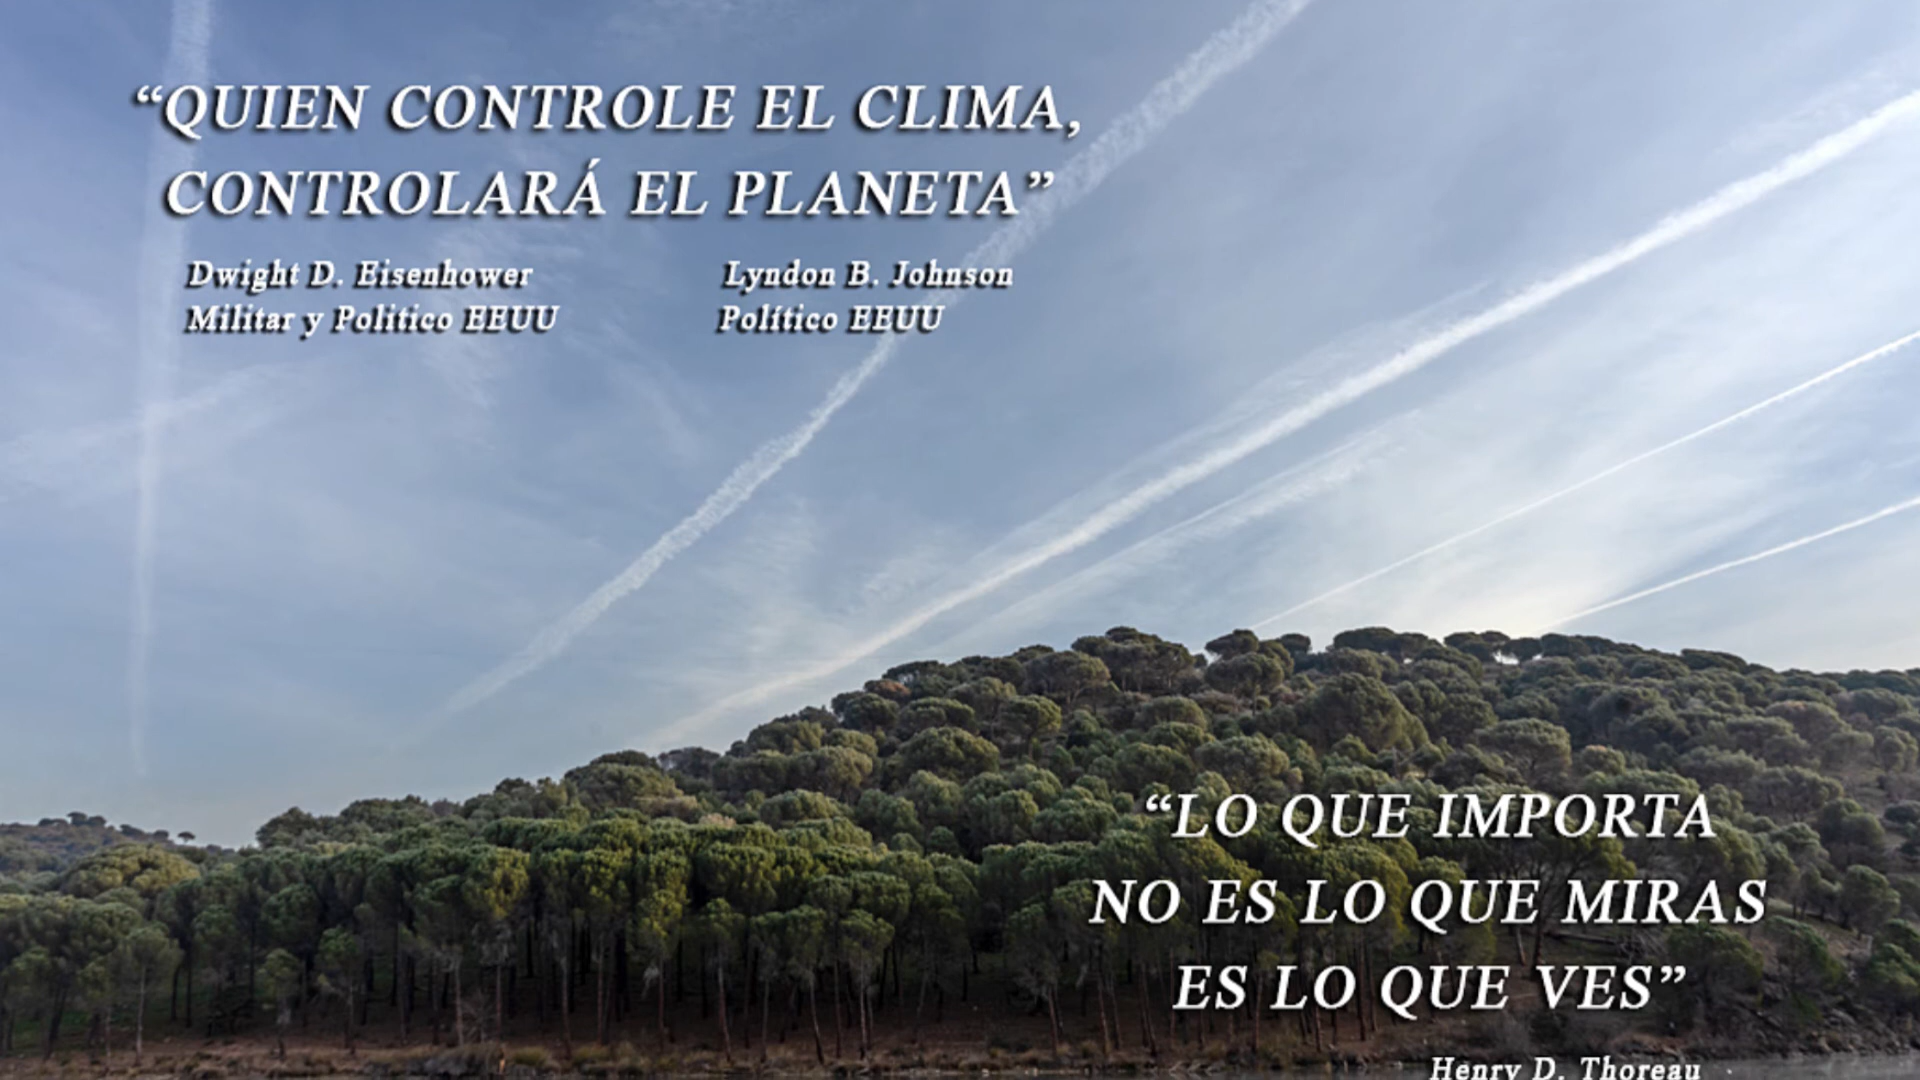 “QUIEN CONTROLE EL CLIMA,
CONTROLARÁ EL PLANETA”
Dwight D. Eisenhower
Militar y Politico EEUU
Lyndon B. Johnson
Político EEUU
“LO QUE IMPORTA
NO ES LO QUE MIRAS
ES LO QUE VES”
Henry D. Thoreau